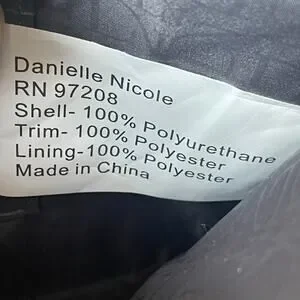 Danielle Nicole
RN 97208
Shell- 100% Polyurethane
Trim- 100% Polyester
Lining-100% Polyester
Made in China